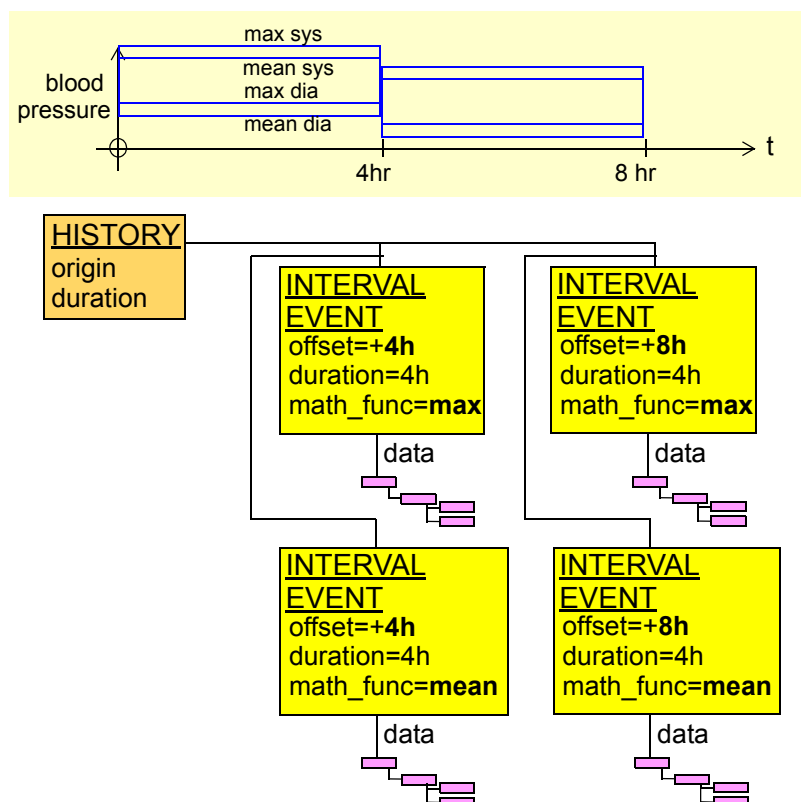 max sys
mean sys
blood
pressure
max dia
mean dia
t
4hr
8 hr
HISTORY
origin
duration
INTERVAL
EVENT
offset=+4h
duration=4h
math_func=max
data
INTERVAL
EVENT
offset=+8h
duration=4h
math_func=max
data
INTERVAL
EVENT
offset=+4h
duration=4h
math_func=mean
data
INTERVAL
EVENT
offset=+8h
duration=4h
math_func=mean
data